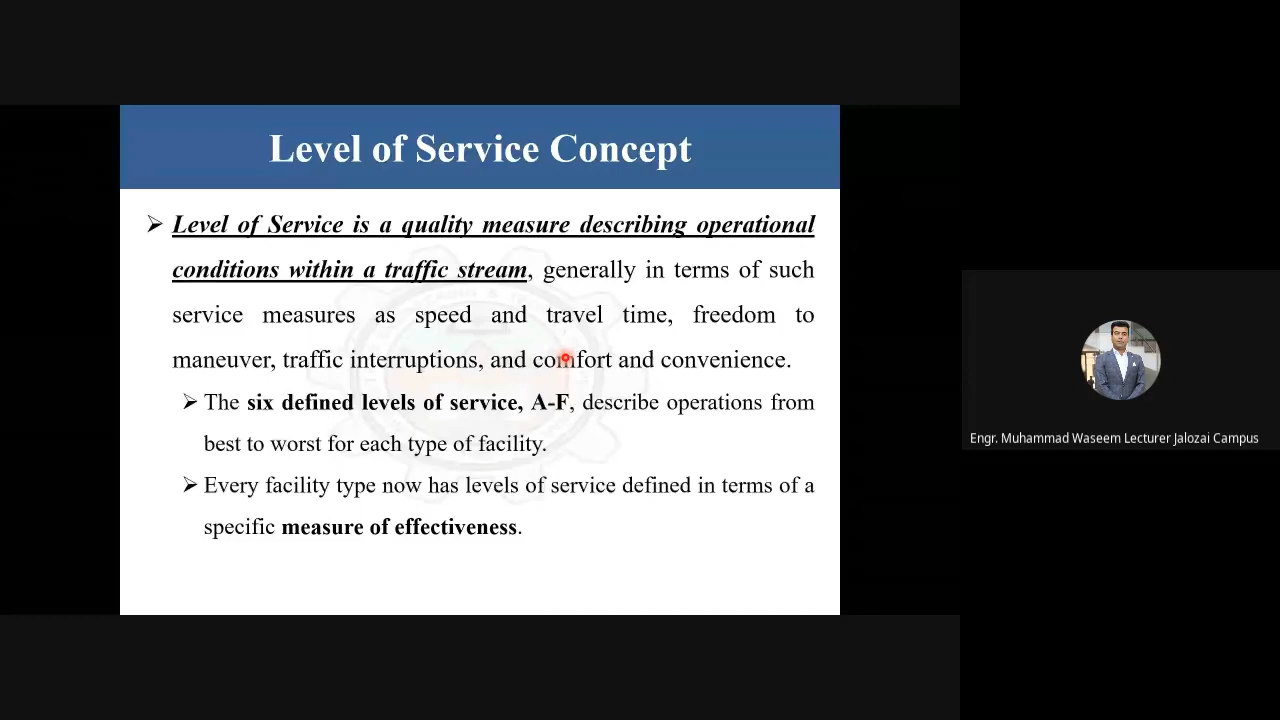 Level of Service Concept
➢ Level of Service is a quality measure describing operational
conditions within a traffic stream, generally in terms of such
service measures as speed and travel time, freedom to
maneuver, traffic interruptions, and comfort and convenience.
➢ The six defined levels of service, A-F, describe operations from
best to worst for each type of facility.
➢ Every facility type now has levels of service defined in terms of a
specific measure of effectiveness.
Engr. Muhammad Waseem Lecturer Jalozai Campus